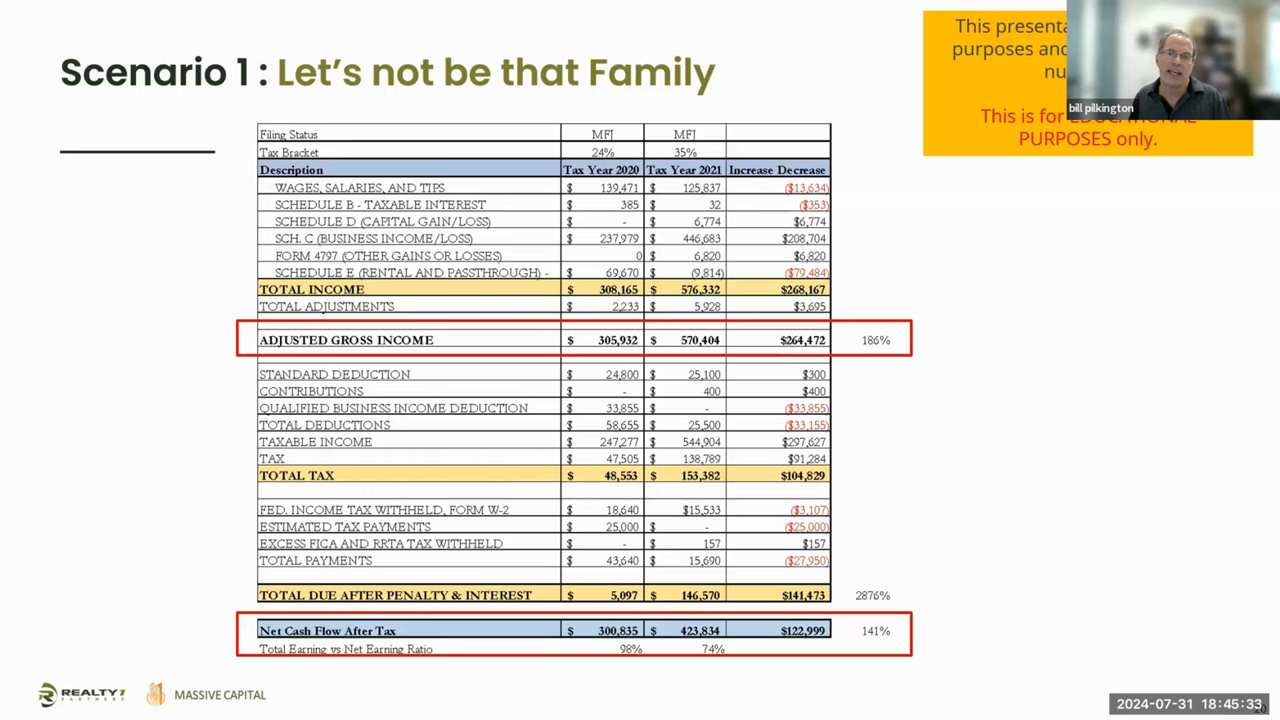 Scenario 1 : Let's not be that Family
This presenta
purposes and
nu
This is for EDUCATIONAL
PURPOSES only.
bill pilkington
Filing Status MFJ MFJ
Tax Bracket 24% 35%
Description Tax Year 2020 Tax Year 2021 Increase Decrease
WAGES, SALARIES, AND TIPS $ 139,471 $ 125,837 ($13,634)
SCHEDULE B - TAXABLE INTEREST $ 385 $ 32 ($353)
SCHEDULE D (CAPITAL GAIN/LOSS) $ - $ 6,774 $6,774
SCH. C (BUSINESS INCOME/LOSS) $ 237,979 $ 446,683 $208,704
FORM 4797 (OTHER GAINS OR LOSSES) 0 $ 6,820 $6,820
SCHEDULE E (RENTAL AND PASSTHROUGH) - $ 69,670 $ (9,814) ($79,484)
TOTAL INCOME $ 308,165 $ 576,332 $268,167
TOTAL ADJUSTMENTS $ 2,233 $ 5,928 $3,695
ADJUSTED GROSS INCOME $ 305,932 $ 570,404 $264,472 186%
STANDARD DEDUCTION $ 24,800 $ 25,100 $300
CONTRIBUTIONS $ - $ 400 $400
QUALIFIED BUSINESS INCOME DEDUCTION $ 33,855 $ - ($33,855)
TOTAL DEDUCTIONS $ 58,655 $ 25,500 ($33,155)
TAXABLE INCOME $ 247,277 $ 544,904 $297,627
TAX $ 47,505 $ 138,789 $91,284
TOTAL TAX $ 48,553 $ 153,382 $104,829
FED. INCOME TAX WITHHELD, FORM W-2 $ 18,640 $15,533 ($3,107)
ESTIMATED TAX PAYMENTS $ 25,000 $ - ($25,000)
EXCESS FICA AND RRTA TAX WITHHELD $ - $ 157 $157
TOTAL PAYMENTS $ 43,640 $ 15,690 ($27,950)
TOTAL DUE AFTER PENALTY & INTEREST $ 5,097 $ 146,570 $141,473 2876%
Net Cash Flow After Tax $ 300,835 $ 423,834 $122,999 141%
Total Earning vs Net Earning Ratio 98% 74%
REALTY
PARTNERS
MASSIVE CAPITAL
2024-07-31 18:45:33